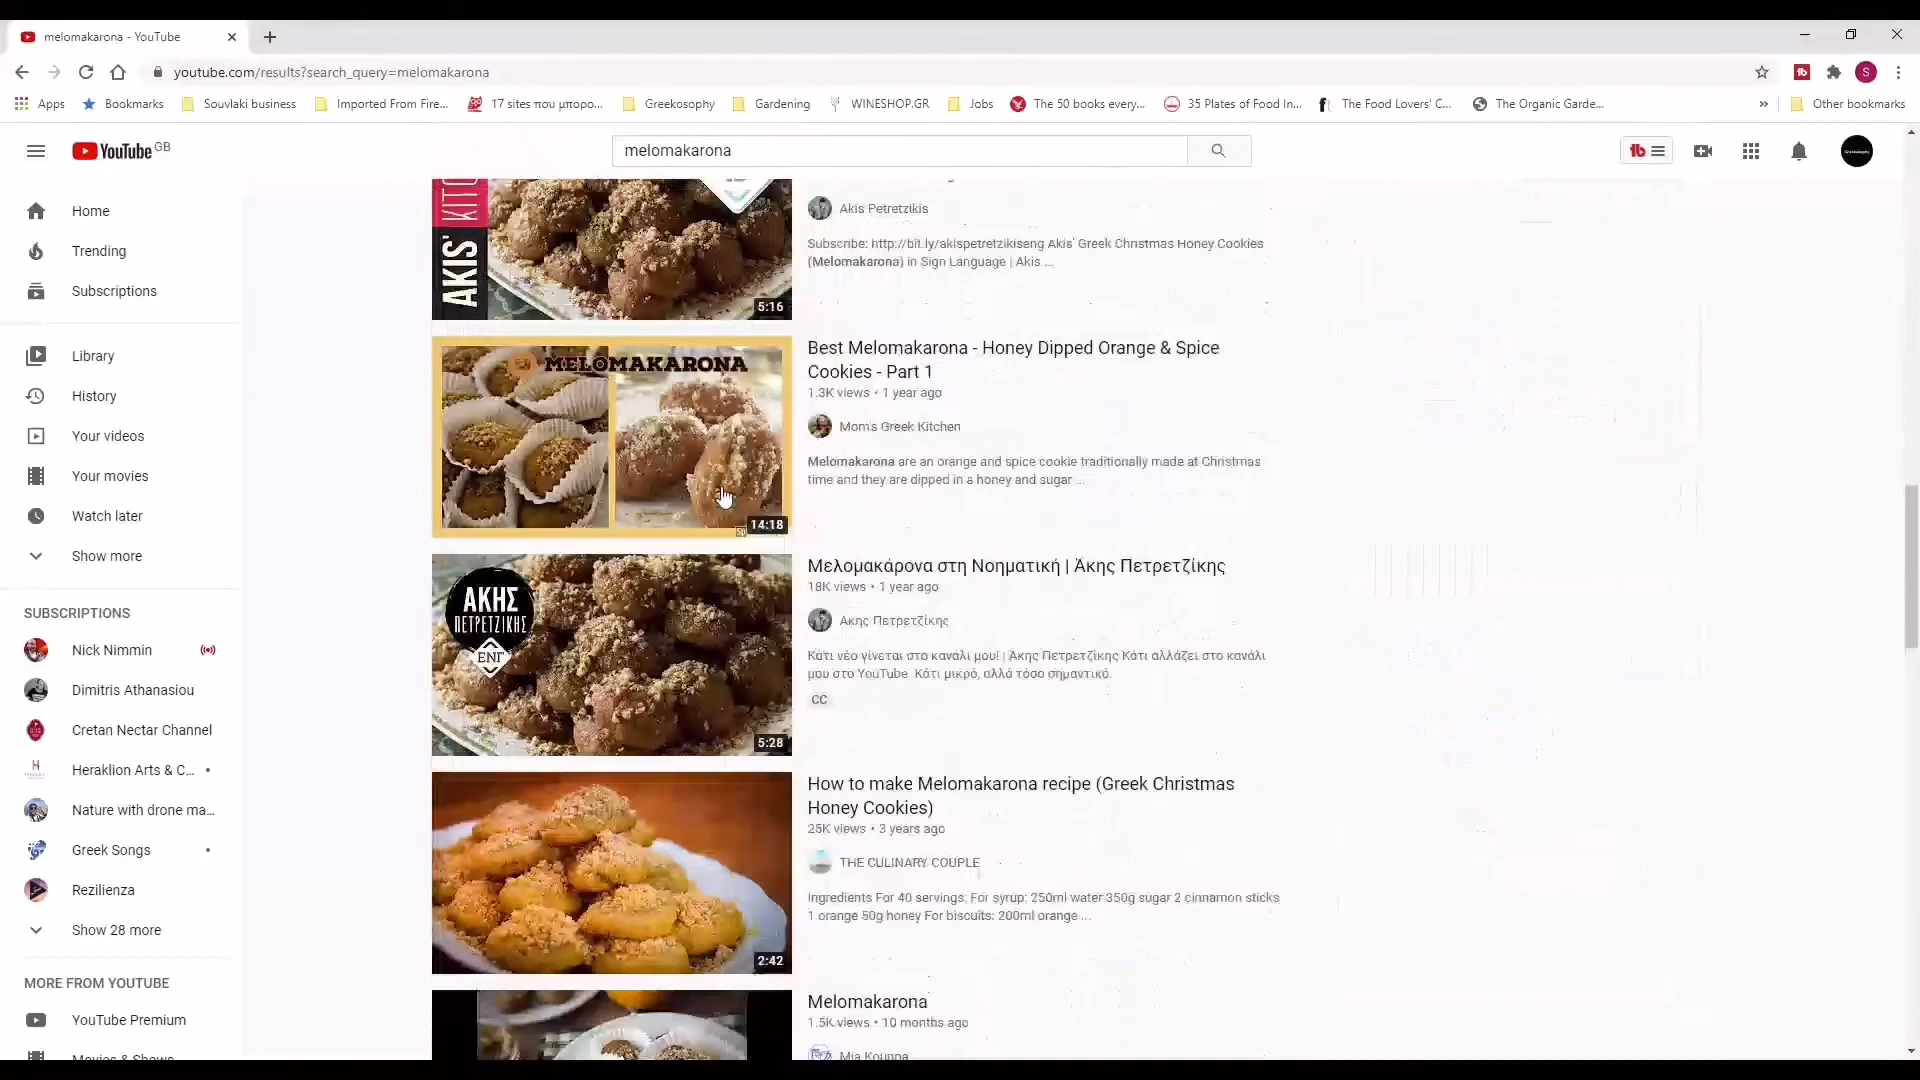 melomakarona - YouTube
youtube.com/results?search_query=melomakarona
Apps Bookmarks Souvlaki business Imported From Fire... 17 sites που μπορο... Greekosophy Gardening WINESHOP.GR Jobs The 50 books every... 35 Plates of Food In... The Food Lovers' C... The Organic Garde... » Other bookmarks
YouTube GB
melomakarona
Home
Trending
Subscriptions
Library
History
Your videos
Your movies
Watch later
Show more
SUBSCRIPTIONS
Nick Nimmin
Dimitris Athanasiou
Cretan Nectar Channel
Heraklion Arts & C...
Nature with drone ma...
Greek Songs
Rezilienza
Show 28 more
MORE FROM YOUTUBE
YouTube Premium
Movies & Shows
AKIS'
5:16
Akis Petretzikis
Subscribe: http://bit.ly/akispetretzikiseng Akis' Greek Christmas Honey Cookies
(Melomakarona) in Sign Language | Akis ...
MELOMAKARONA
14:18
Best Melomakarona - Honey Dipped Orange & Spice
Cookies - Part 1
1.3K views • 1 year ago
Mom's Greek Kitchen
Melomakarona are an orange and spice cookie traditionally made at Christmas
time and they are dipped in a honey and sugar ...
ΑΚΗΣ
ΠΕΤΡΕΤΖΙΚΗΣ
ΕΝΓ
5:28
Μελομακάρονα στη Νοηματική | Άκης Πετρετζίκης
18K views • 1 year ago
Άκης Πετρετζίκης
Κάτι νέο γίνεται στο κανάλι μου! | Άκης Πετρετζίκης Κάτι αλλάζει στο κανάλι
μου στο YouTube. Κάτι μικρό, αλλά τόσο σημαντικό.
CC
2:42
How to make Melomakarona recipe (Greek Christmas
Honey Cookies)
25K views • 3 years ago
THE CULINARY COUPLE
Ingredients For 40 servings: For syrup: 250ml water 350g sugar 2 cinnamon sticks
1 orange 50g honey For biscuits: 200ml orange ...
Melomakarona
1.5K views • 10 months ago
Mia Kouppa